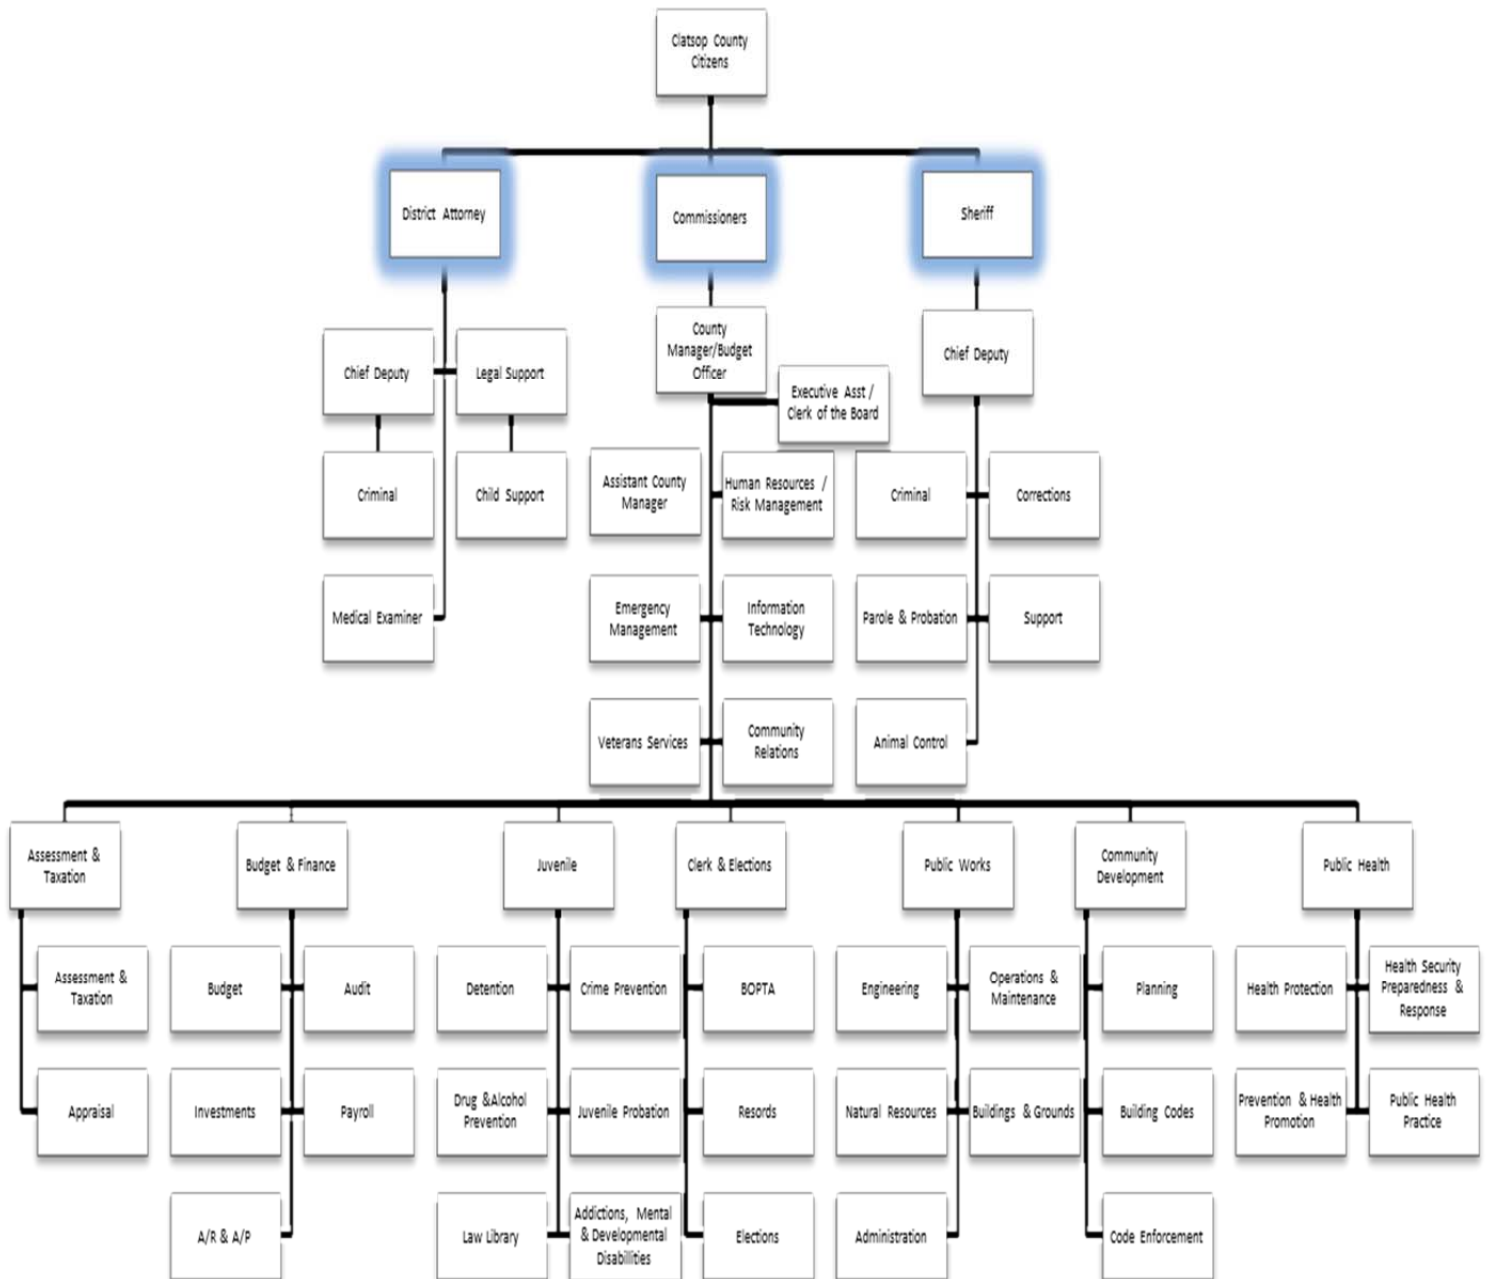 Clatsop County
Citizens
District Attorney
Commissioners
Sheriff
County
Manager/Budget
Officer
Chief Deputy
Legal Support
Chief Deputy
Executive Asst /
Clerk of the Board
Criminal
Child Support
Assistant County
Manager
Human Resources /
Risk Management
Criminal
Corrections
Medical Examiner
Emergency
Management
Information
Technology
Parole & Probation
Support
Veterans Services
Community
Relations
Animal Control
Assessment &
Taxation
Budget & Finance
Juvenile
Clerk & Elections
Public Works
Community
Development
Public Health
Assessment &
Taxation
Budget
Audit
Detention
Crime Prevention
BOPTA
Engineering
Operations &
Maintenance
Planning
Health Protection
Health Security
Preparedness &
Response
Appraisal
Investments
Payroll
Drug &Alcohol
Prevention
Juvenile Probation
Resords
Natural Resources
Buildings & Grounds
Building Codes
Prevention & Health
Promotion
Public Health
Practice
A/R & A/P
Law Library
Addictions, Mental
& Developmental
Disabilities
Elections
Administration
Code Enforcement